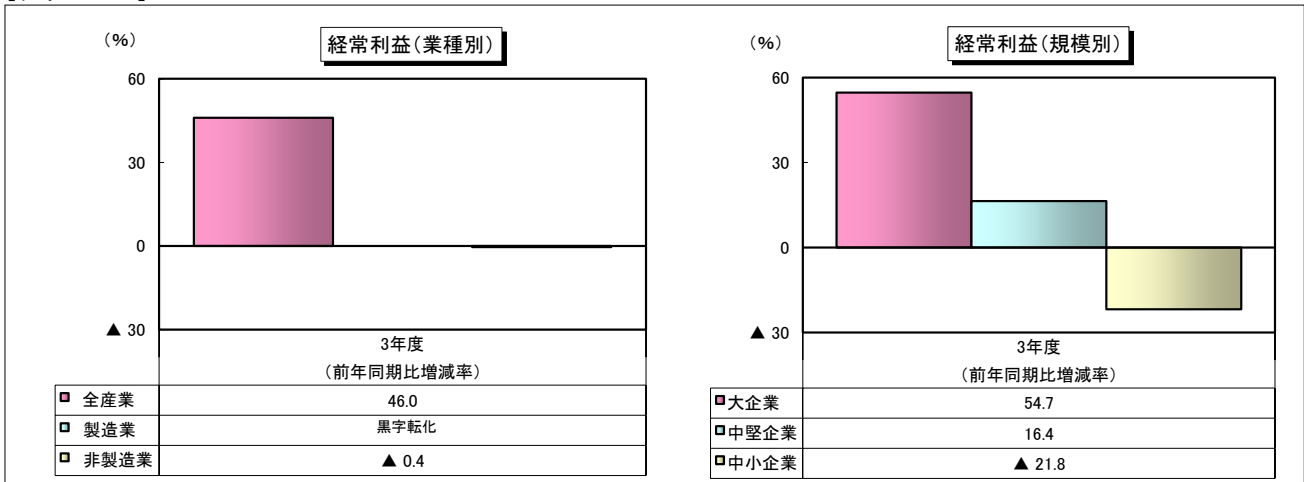 (%)
経常利益(業種別)
60
30
0
▲ 30
3年度
(前年同期比増減率)
全産業 46.0
製造業 黒字転化
非製造業 ▲ 0.4
(%)
経常利益(規模別)
60
30
0
▲ 30
3年度
(前年同期比増減率)
大企業 54.7
中堅企業 16.4
中小企業 ▲ 21.8